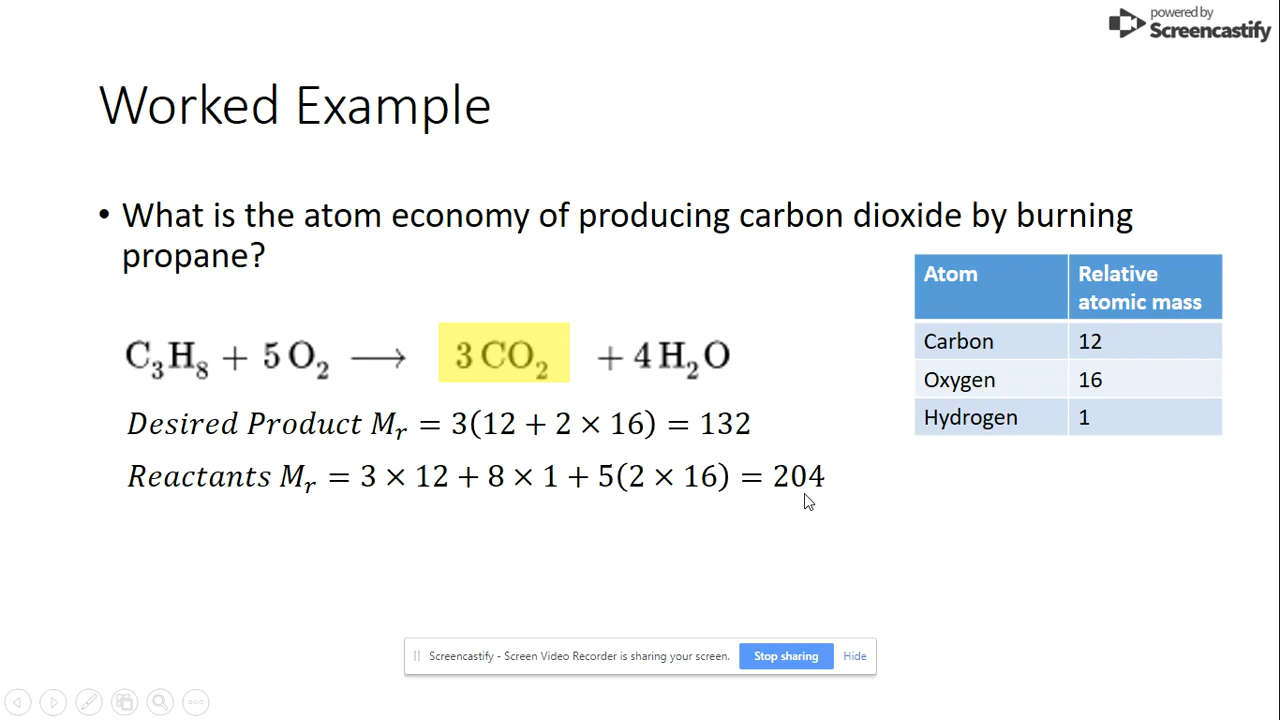 powered by
Screencastify
Worked Example
• What is the atom economy of producing carbon dioxide by burning
propane?
Atom Relative
atomic mass
Carbon 12
Oxygen 16
Hydrogen 1
C₃H₈ + 5 O₂ ⟶ 3 CO₂ + 4 H₂O
Desired Product Mᵣ = 3(12 + 2 × 16) = 132
Reactants Mᵣ = 3 × 12 + 8 × 1 + 5(2 × 16) = 204
Screencastify - Screen Video Recorder is sharing your screen. Stop sharing Hide